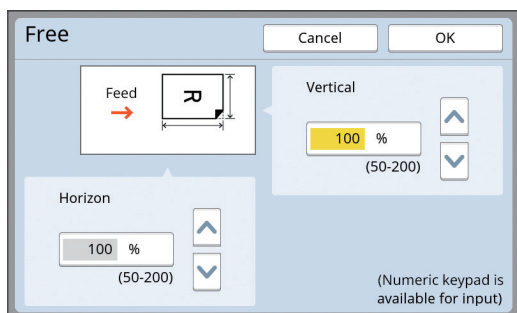 Free
Cancel
OK
Feed
R
Vertical
100 %
(50-200)
Horizon
100 %
(50-200)
(Numeric keypad is
available for input)